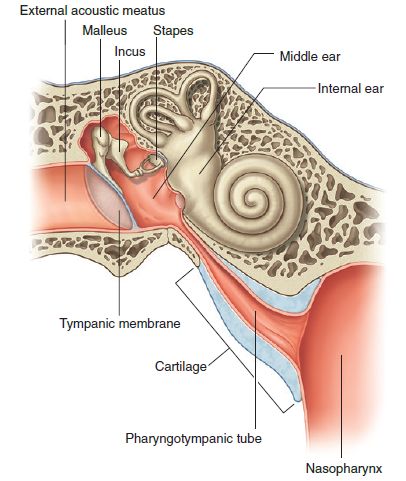 External acoustic meatus
Malleus
Stapes
Incus
Middle ear
Internal ear
Tympanic membrane
Cartilage
Pharyngotympanic tube
Nasopharynx